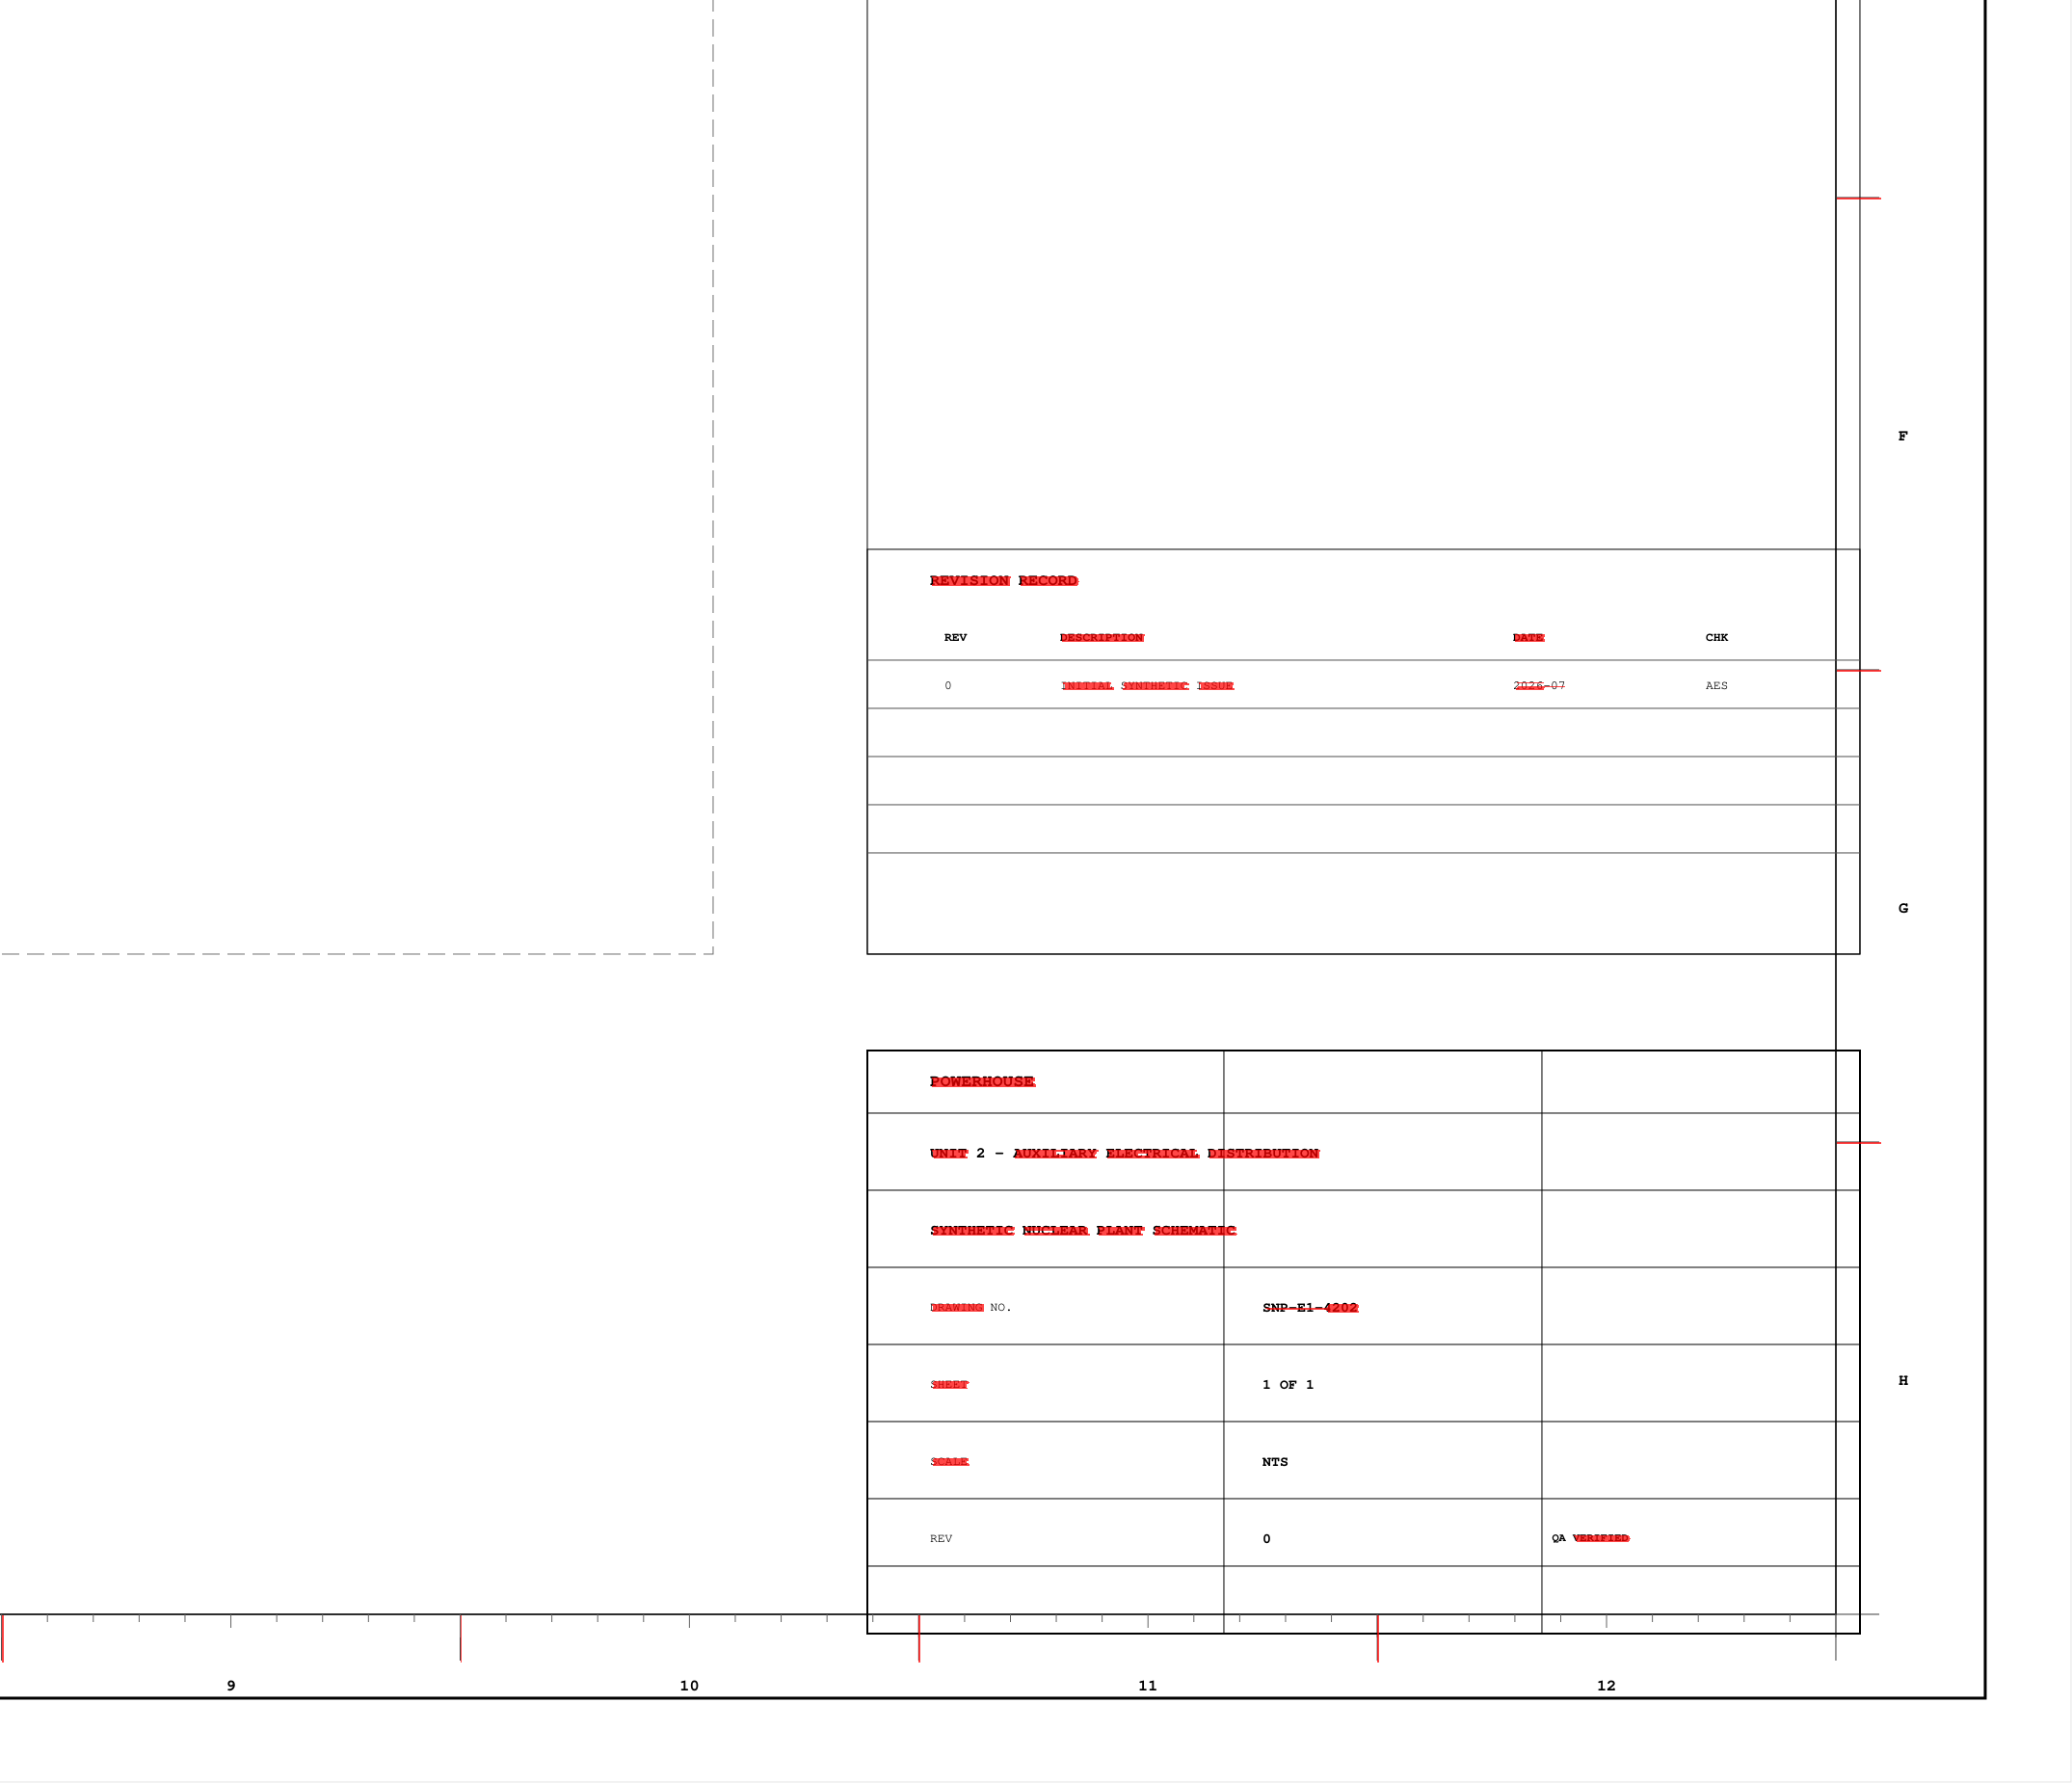 F
REVISION RECORD
REV DESCRIPTION DATE CHK
0 INITIAL SYNTHETIC ISSUE 2026-07 AES
G
POWERHOUSE
UNIT 2 - AUXILIARY ELECTRICAL DISTRIBUTION
SYNTHETIC NUCLEAR PLANT SCHEMATIC
DRAWING NO. SNP-E1-4202
SHEET 1 OF 1
H
SCALE NTS
REV 0 QA VERIFIED
9 10 11 12